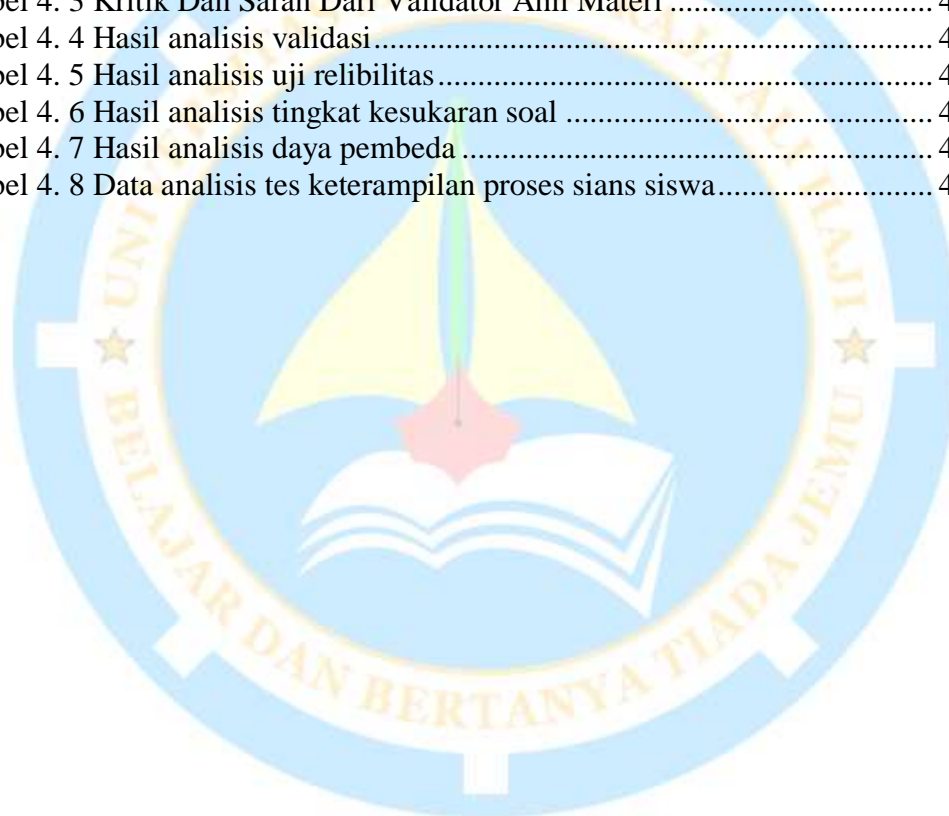 bel 4. 3 Kritik Dan Saran Dari Validator Ahli Materi ................................. 4
bel 4. 4 Hasil analisis validasi ................................. 4
bel 4. 5 Hasil analisis uji relibilitas ................................. 4
bel 4. 6 Hasil analisis tingkat kesukaran soal ................................. 4
bel 4. 7 Hasil analisis daya pembeda ................................. 4
bel 4. 8 Data analisis tes keterampilan proses sians siswa ................................. 4
AJA ALI HAJI
BELAJAR DAN BERTANYA TIADA JEMU